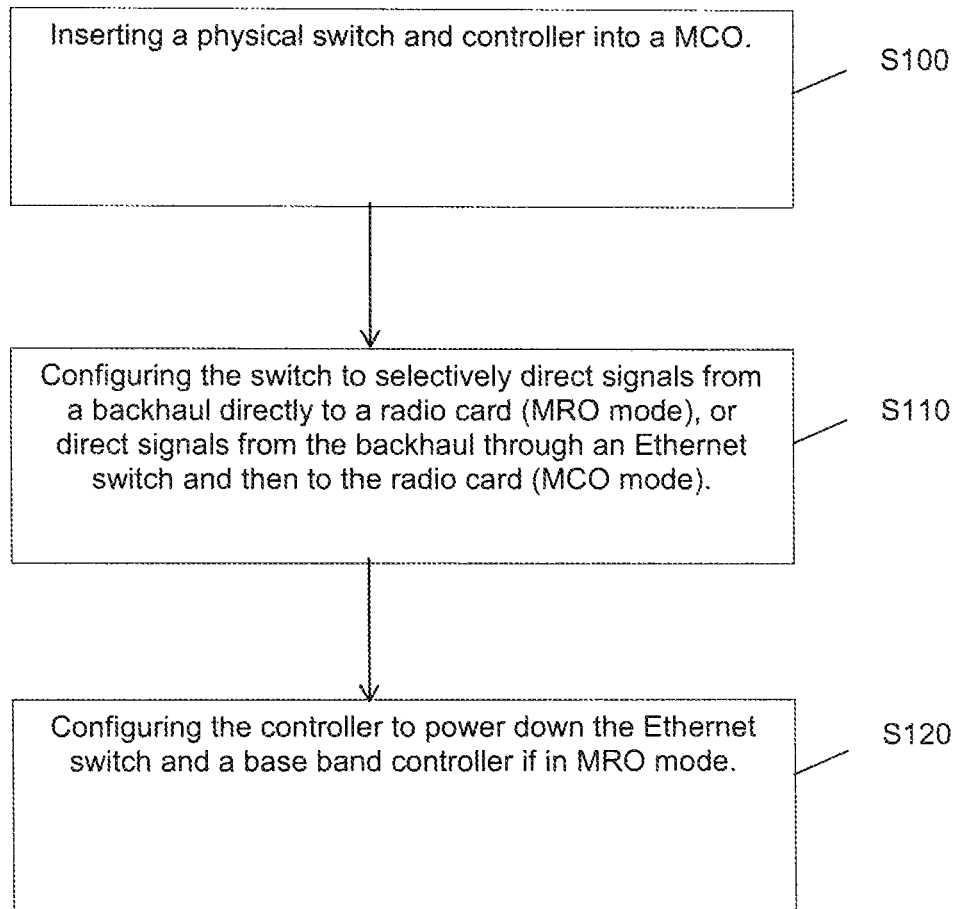 Inserting a physical switch and controller into a MCO.
S100
Configuring the switch to selectively direct signals from
a backhaul directly to a radio card (MRO mode), or
direct signals from the backhaul through an Ethernet
switch and then to the radio card (MCO mode).
S110
Configuring the controller to power down the Ethernet
switch and a base band controller if in MRO mode.
S120